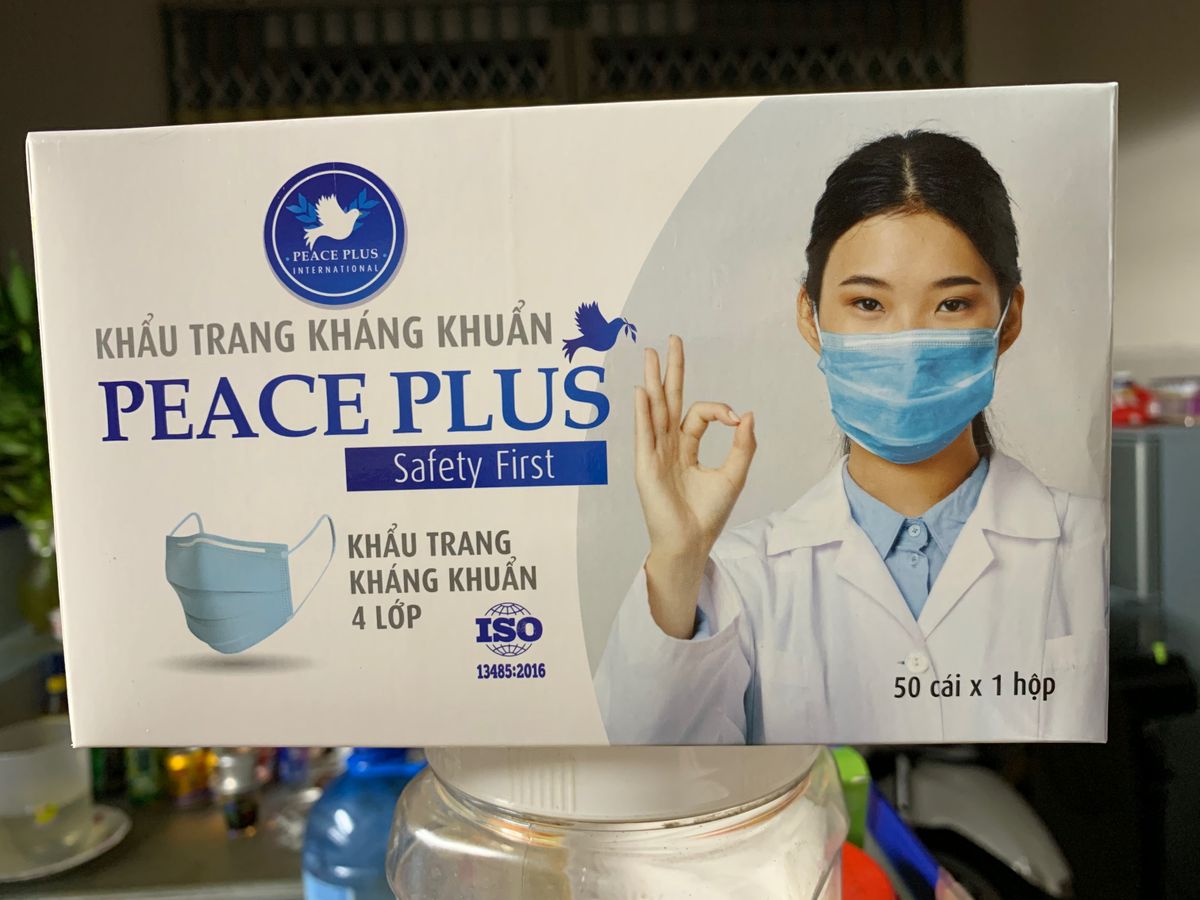 PEACE PLUS
INTERNATIONAL
KHẨU TRANG KHÁNG KHUẨN
PEACE PLUS
Safety First
KHẨU TRANG
KHÁNG KHUẨN
4 LỚP
ISO
13485:2016
50 cái x 1 hộp